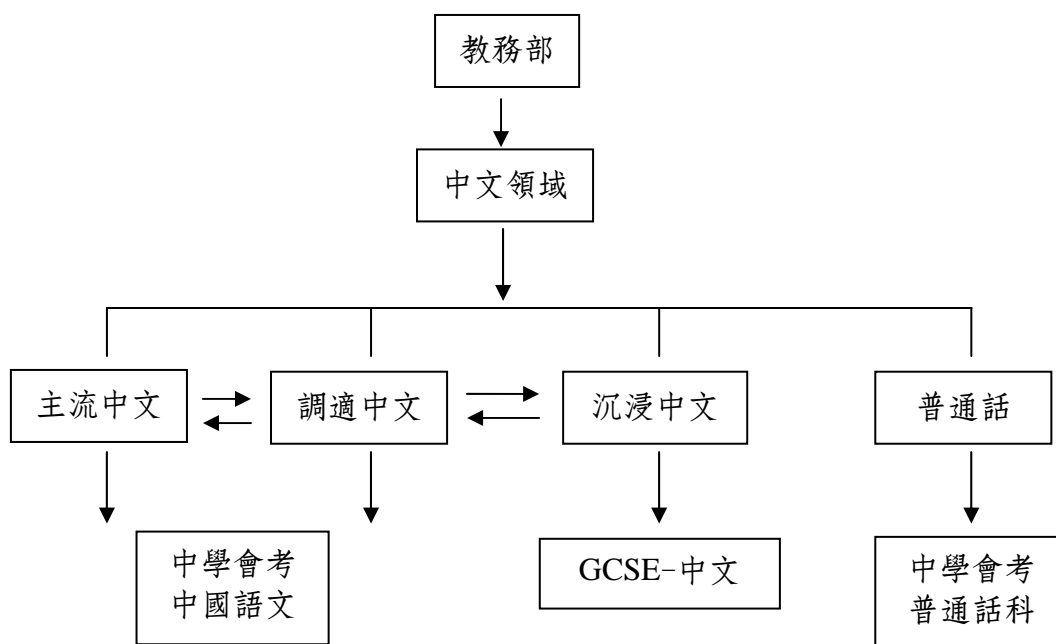 教務部
中文領域
主流中文
調適中文
沉浸中文
普通話
中學會考
中國語文
GCSE-中文
中學會考
普通話科